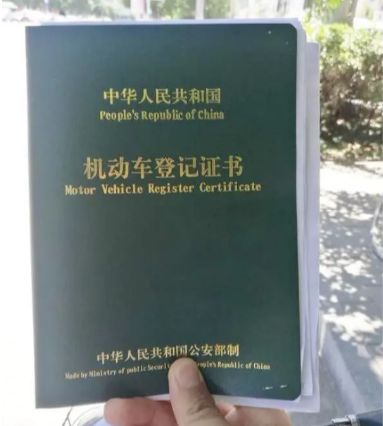 中华人民共和国
People's Republic of China
机动车登记证书
Motor Vehicle Register Certificate
中华人民共和国公安部制
Made by Ministry of public Securit People's Republic of China